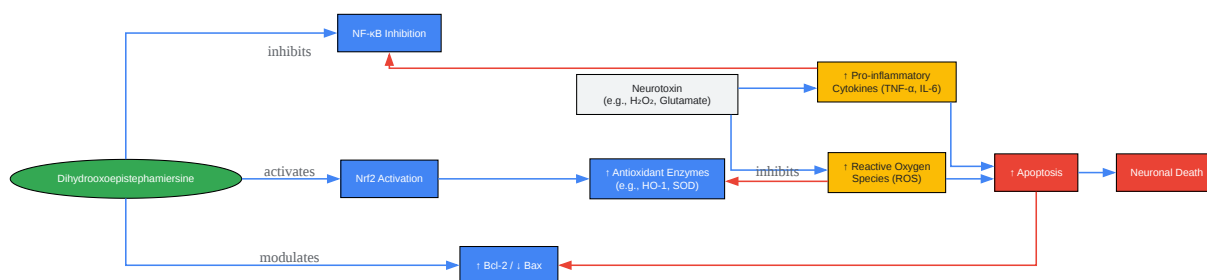 NF-κB Inhibition
inhibits
Neurotoxin
(e.g., H₂O₂, Glutamate)
↑ Pro-inflammatory
Cytokines (TNF-α, IL-6)
Dihydrooxoepistephamiersine
activates
Nrf2 Activation
↑ Antioxidant Enzymes
(e.g., HO-1, SOD)
inhibits
↑ Reactive Oxygen
Species (ROS)
↑ Apoptosis
Neuronal Death
modulates
↑ Bcl-2 / ↓ Bax